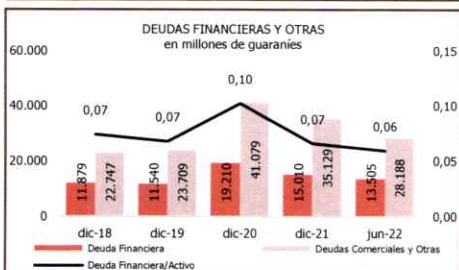 DEUDAS FINANCIERAS Y OTRAS
en millones de guaraníes
60.000
40.000
20.000
0
0,15
0,10
0,05
0,00
0,07
0,07
0,10
0,07
0,06
11.879
22.747
11.540
23.709
19.210
41.079
15.010
35.129
13.505
28.188
dic-18
dic-19
dic-20
dic-21
jun-22
Deuda Financiera
Deudas Comerciales y Otras
Deuda Financiera/Activo